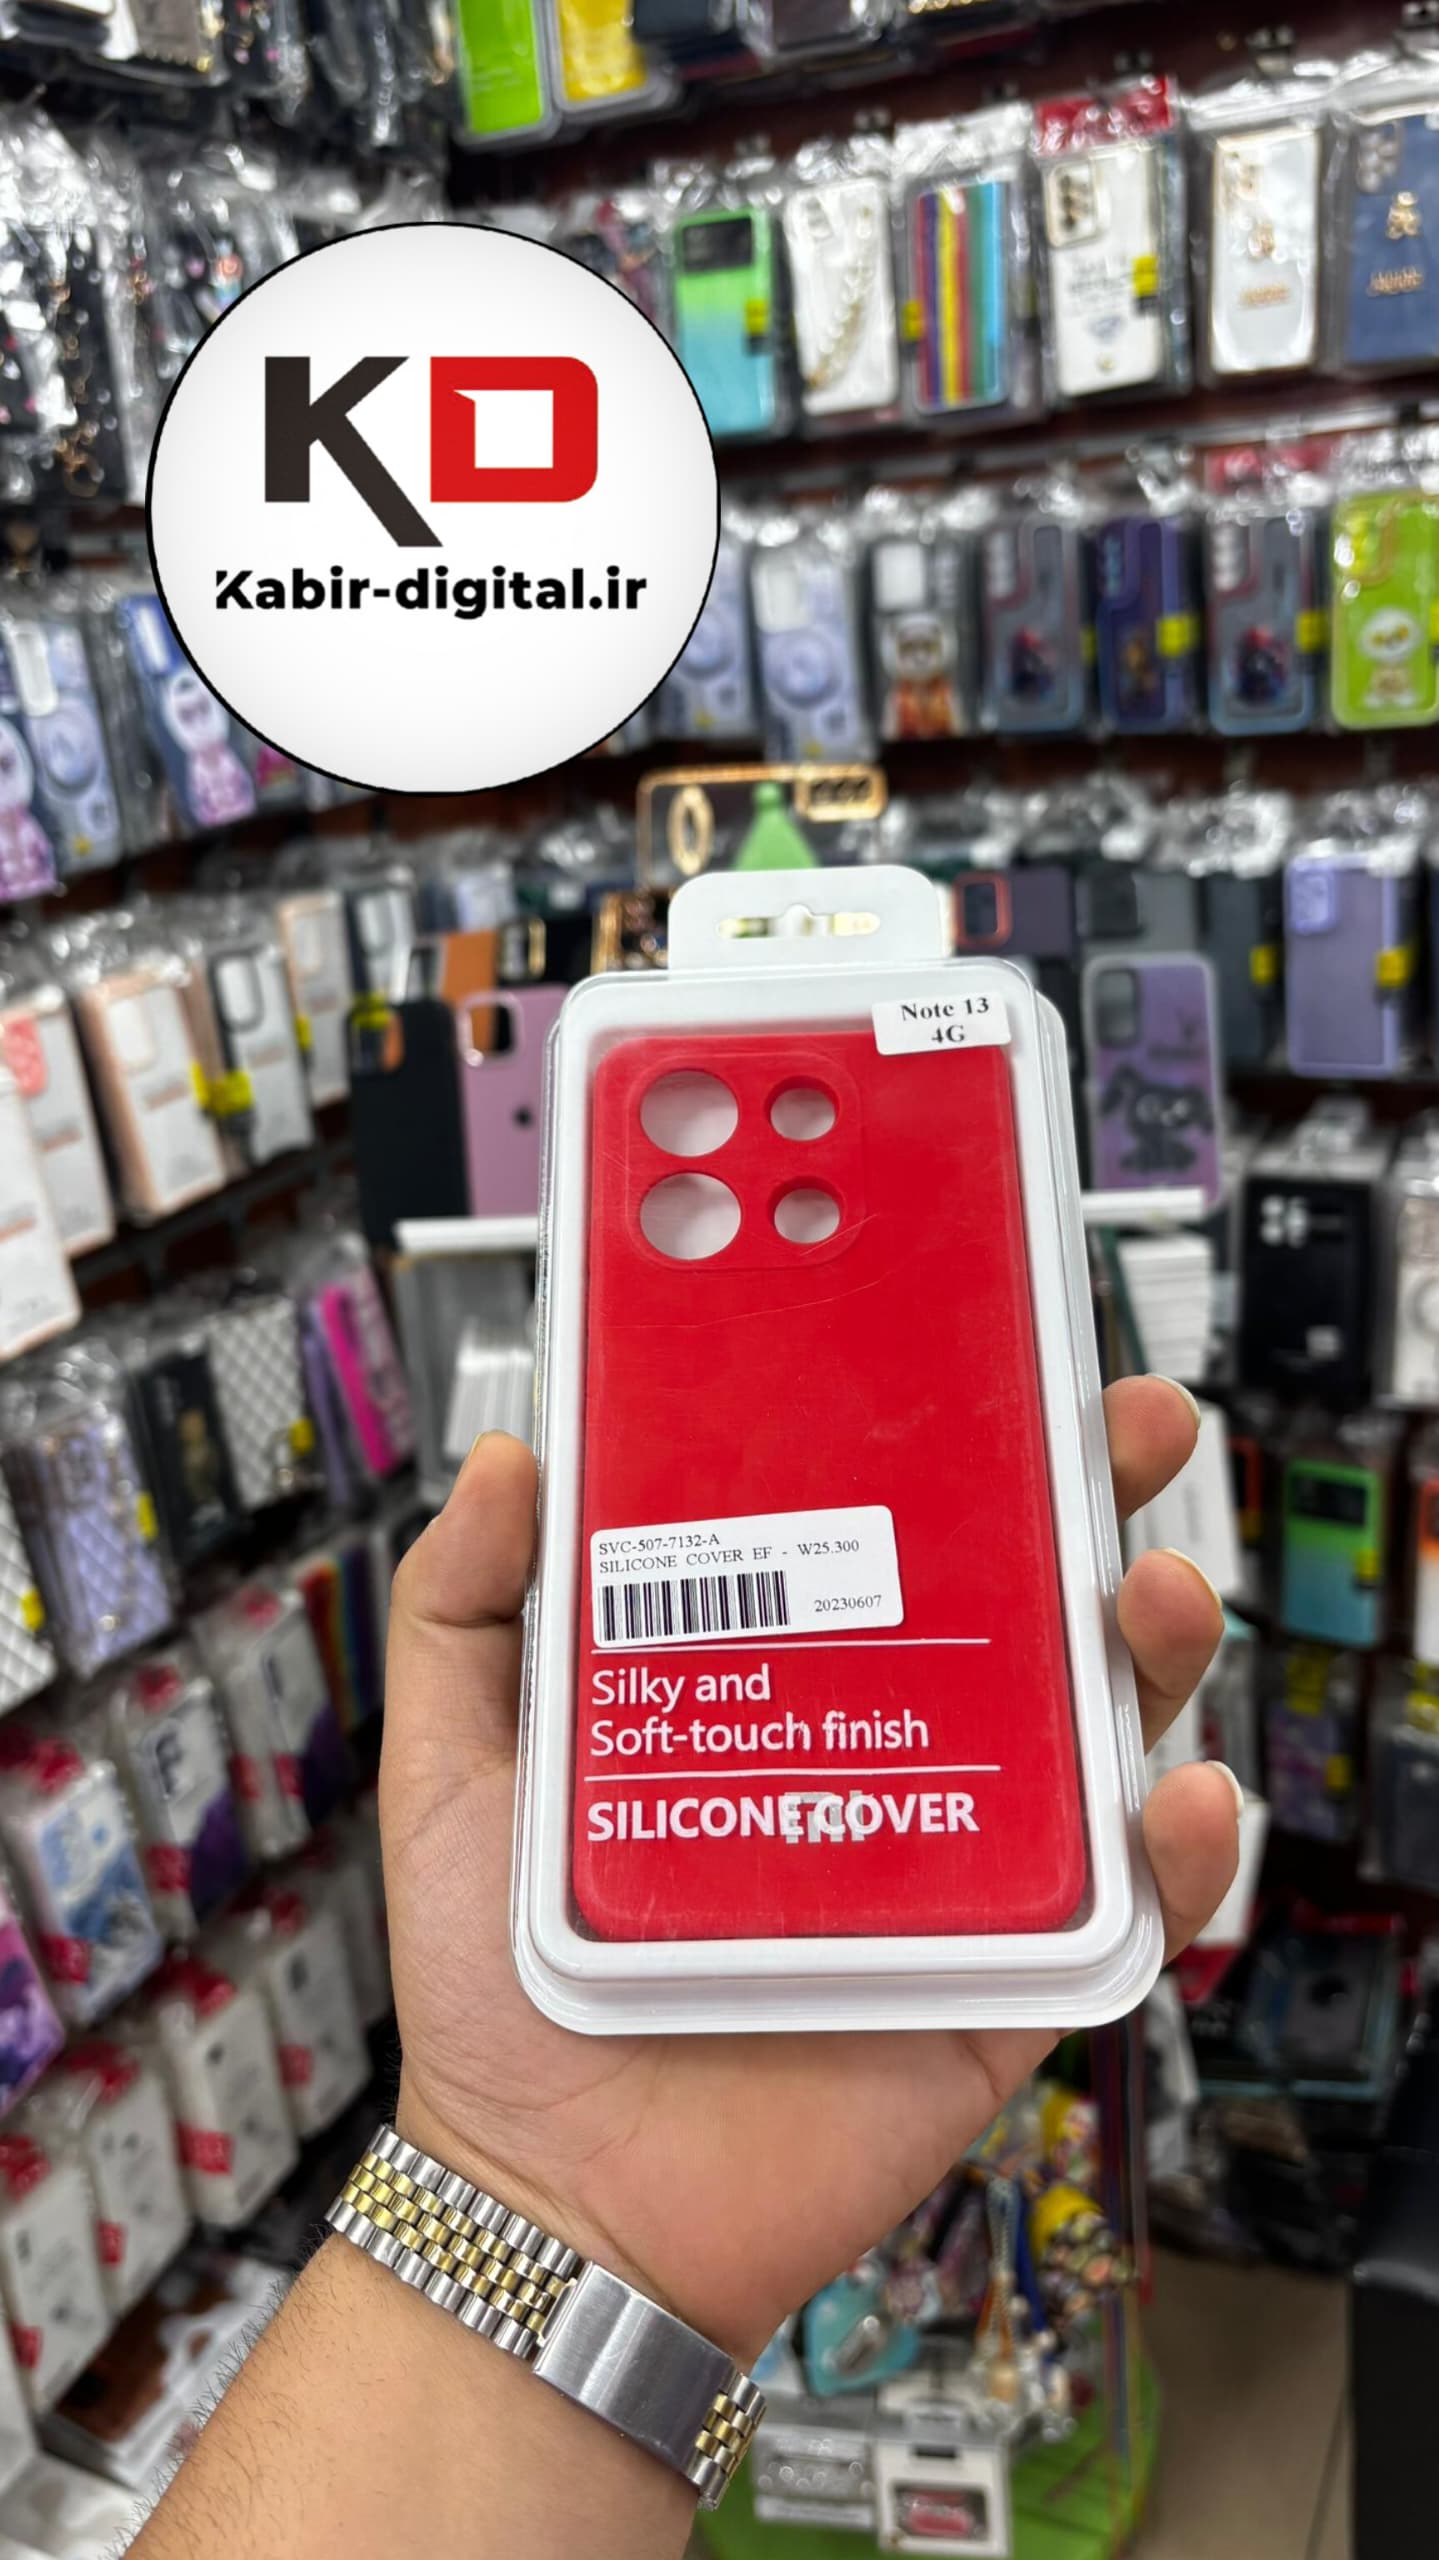 KD
Kabir-digital.ir
Note 13
4G
SVC-507-7132-A
SILICONE COVER EF - W25.300
20230607
Silky and
Soft-touch finish
SILICONE COVER
mi